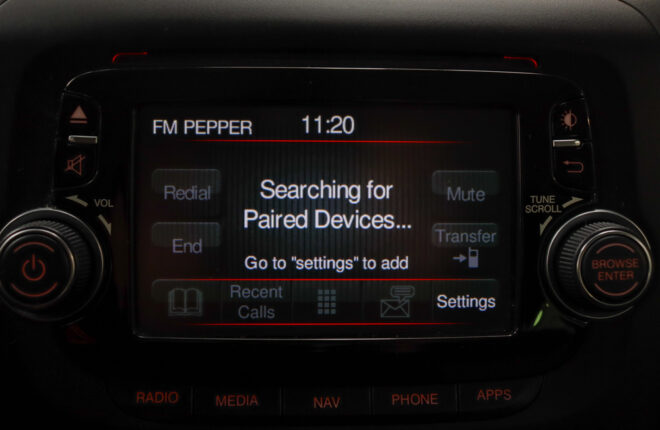 FM PEPPER 11:20
Redial
Searching for
Paired Devices...
Mute
End
Transfer
Go to "settings" to add
Recent
Calls
Settings
VOL
TUNE
SCROLL
BROWSE
ENTER
RADIO
MEDIA
NAV
PHONE
APPS